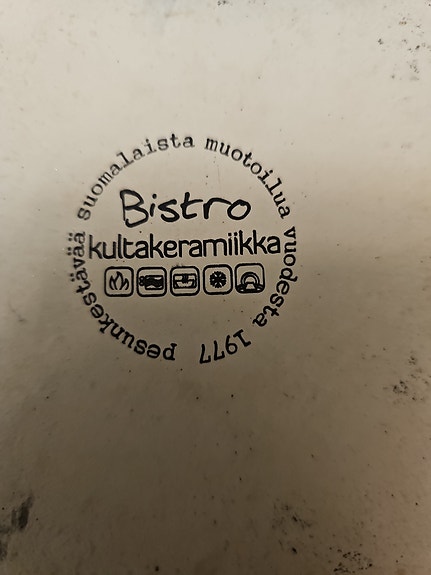 pesunkestävää suomalaista muotoilua vuodesta 1977
Bistro
kultakeramiikka